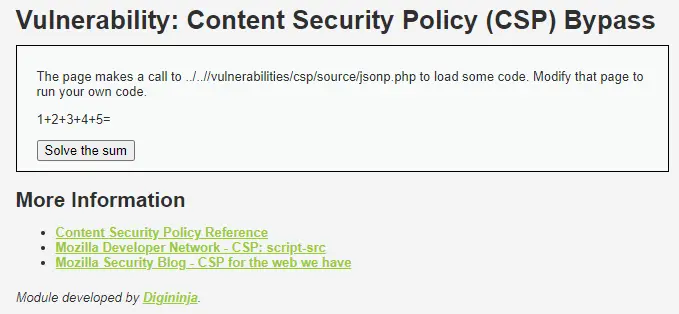 Vulnerability: Content Security Policy (CSP) Bypass
The page makes a call to ../..//vulnerabilities/csp/source/jsonp.php to load some code. Modify that page to
run your own code.
1+2+3+4+5=
Solve the sum
More Information
Content Security Policy Reference
Mozilla Developer Network - CSP: script-src
Mozilla Security Blog - CSP for the web we have
Module developed by Digininja.